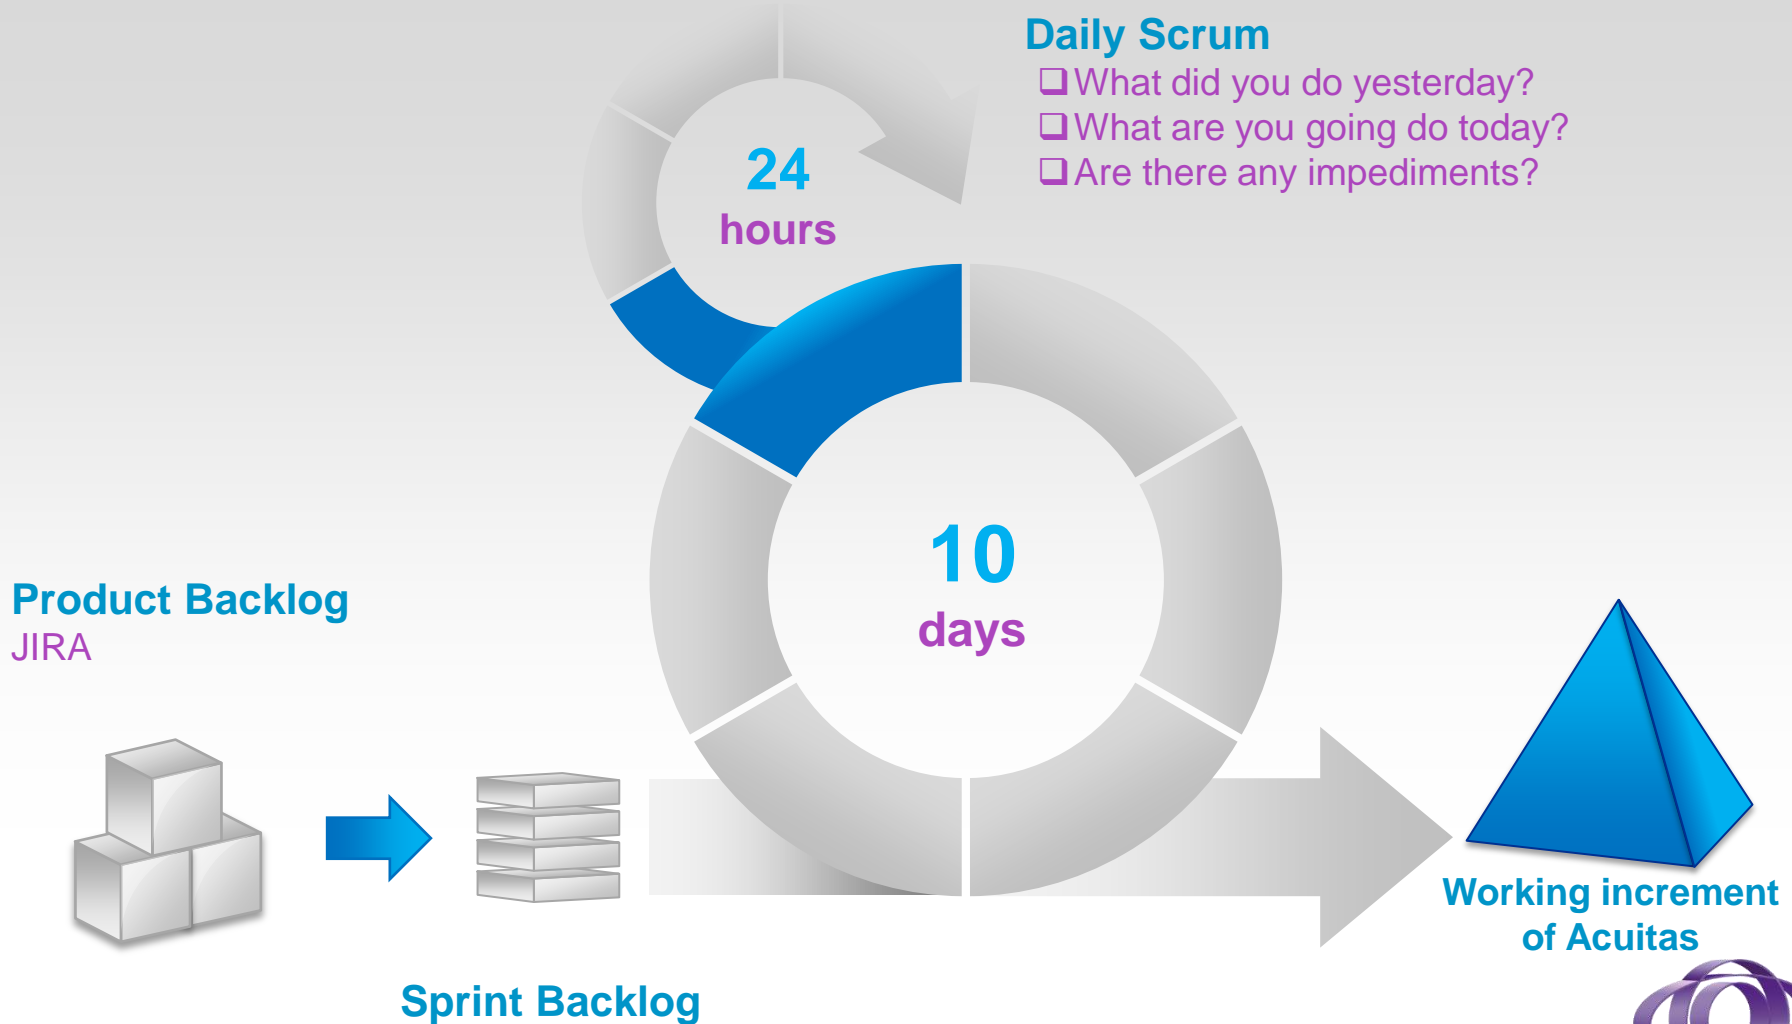 Daily Scrum
❑What did you do yesterday?
❑What are you going do today?
❑Are there any impediments?
24
hours
10
days
Product Backlog
JIRA
Sprint Backlog
Working increment
of Acuitas